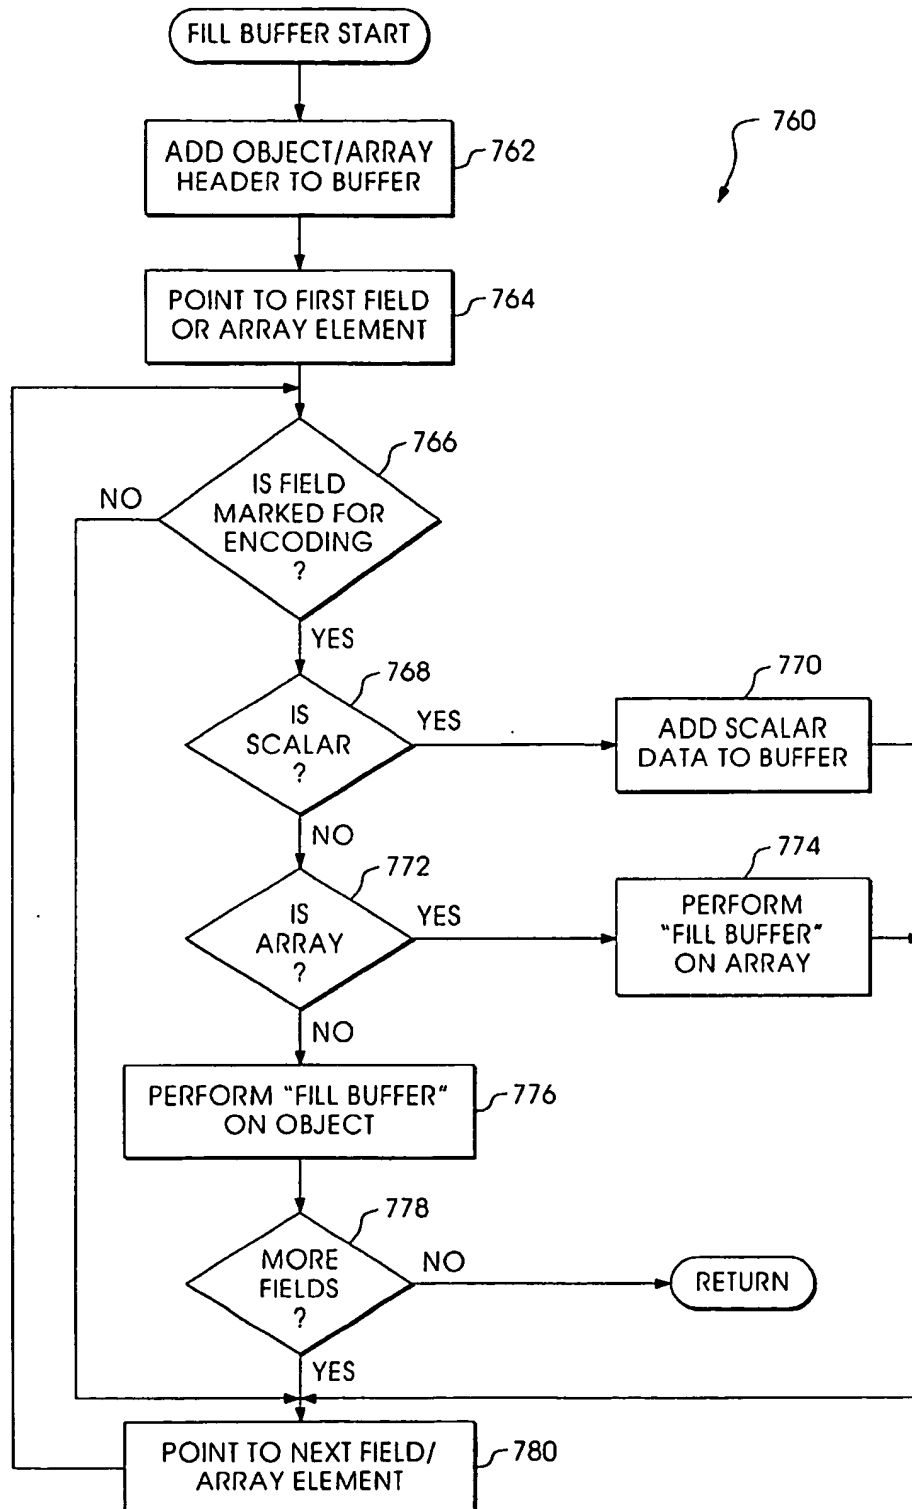 FILL BUFFER START
760
ADD OBJECT/ARRAY
HEADER TO BUFFER
762
POINT TO FIRST FIELD
OR ARRAY ELEMENT
764
766
NO
IS FIELD
MARKED FOR
ENCODING
?
YES
768
IS
SCALAR
?
YES
770
ADD SCALAR
DATA TO BUFFER
NO
772
IS
ARRAY
?
YES
774
PERFORM
"FILL BUFFER"
ON ARRAY
NO
PERFORM "FILL BUFFER"
ON OBJECT
776
778
MORE
FIELDS
?
NO
RETURN
YES
POINT TO NEXT FIELD/
ARRAY ELEMENT
780